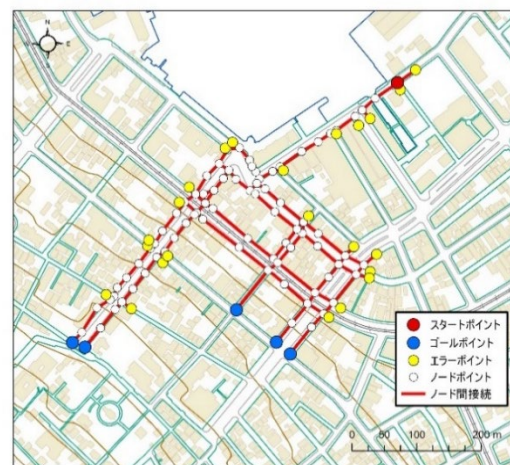 N
W E
S
スタートポイント
ゴールポイント
エラーポイント
ノードポイント
ノード間接続
0 50 100 200 m